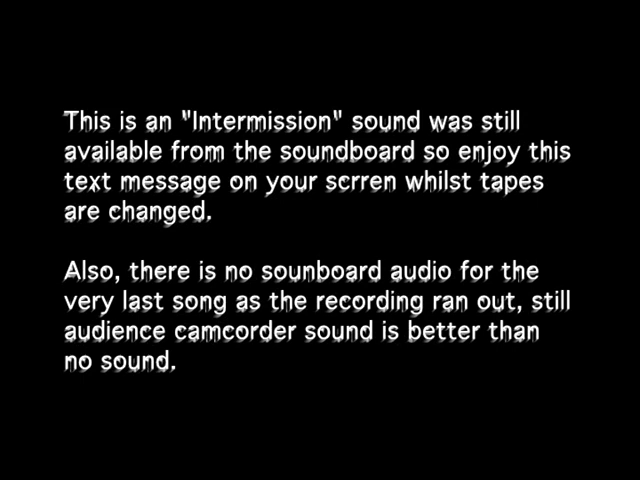 This is an "Intermission" sound was still
available from the soundboard so enjoy this
text message on your scrren whilst tapes
are changed.
Also, there is no sounboard audio for the
very last song as the recording ran out, still
audience camcorder sound is better than
no sound.